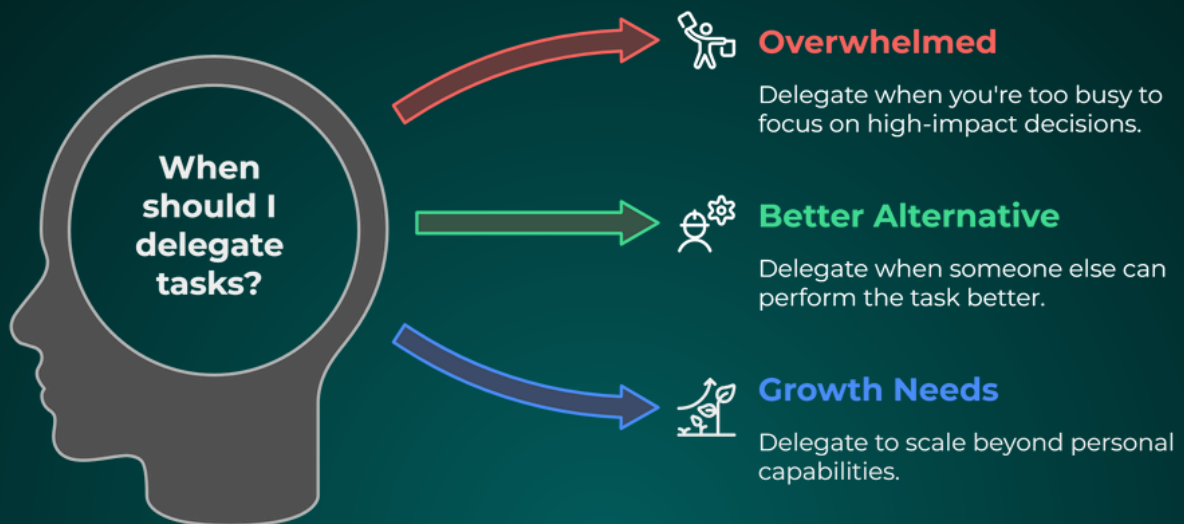 When
should I
delegate
tasks?
Overwhelmed
Delegate when you're too busy to
focus on high-impact decisions.
Better Alternative
Delegate when someone else can
perform the task better.
Growth Needs
Delegate to scale beyond personal
capabilities.